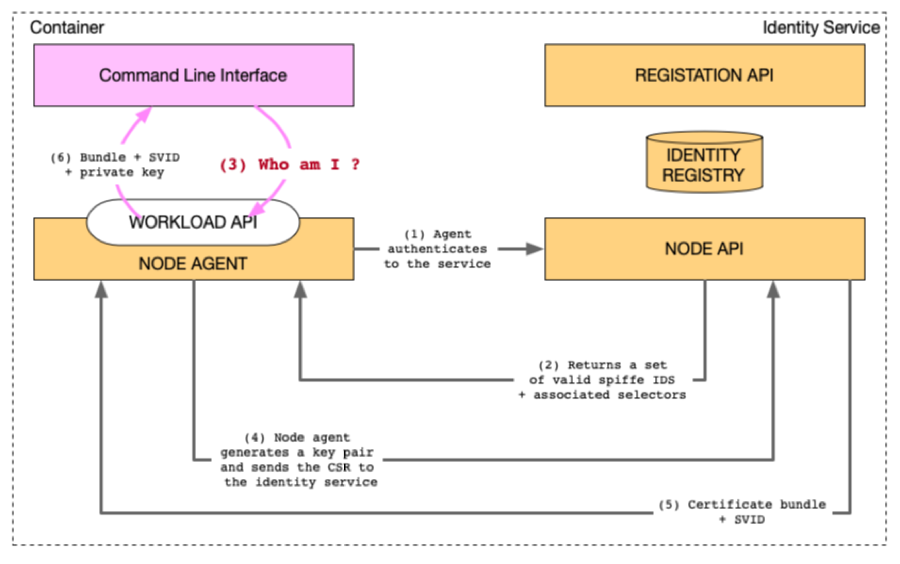 Container
Identity Service
Command Line Interface
REGISTATION API
(6) Bundle + SVID
+ private key
(3) Who am I ?
IDENTITY
REGISTRY
WORKLOAD API
NODE AGENT
(1) Agent
authenticates
to the service
NODE API
(2) Returns a set
of valid spiffe IDS
+ associated selectors
(4) Node agent
generates a key pair
and sends the CSR to
the identity service
(5) Certificate bundle
+ SVID